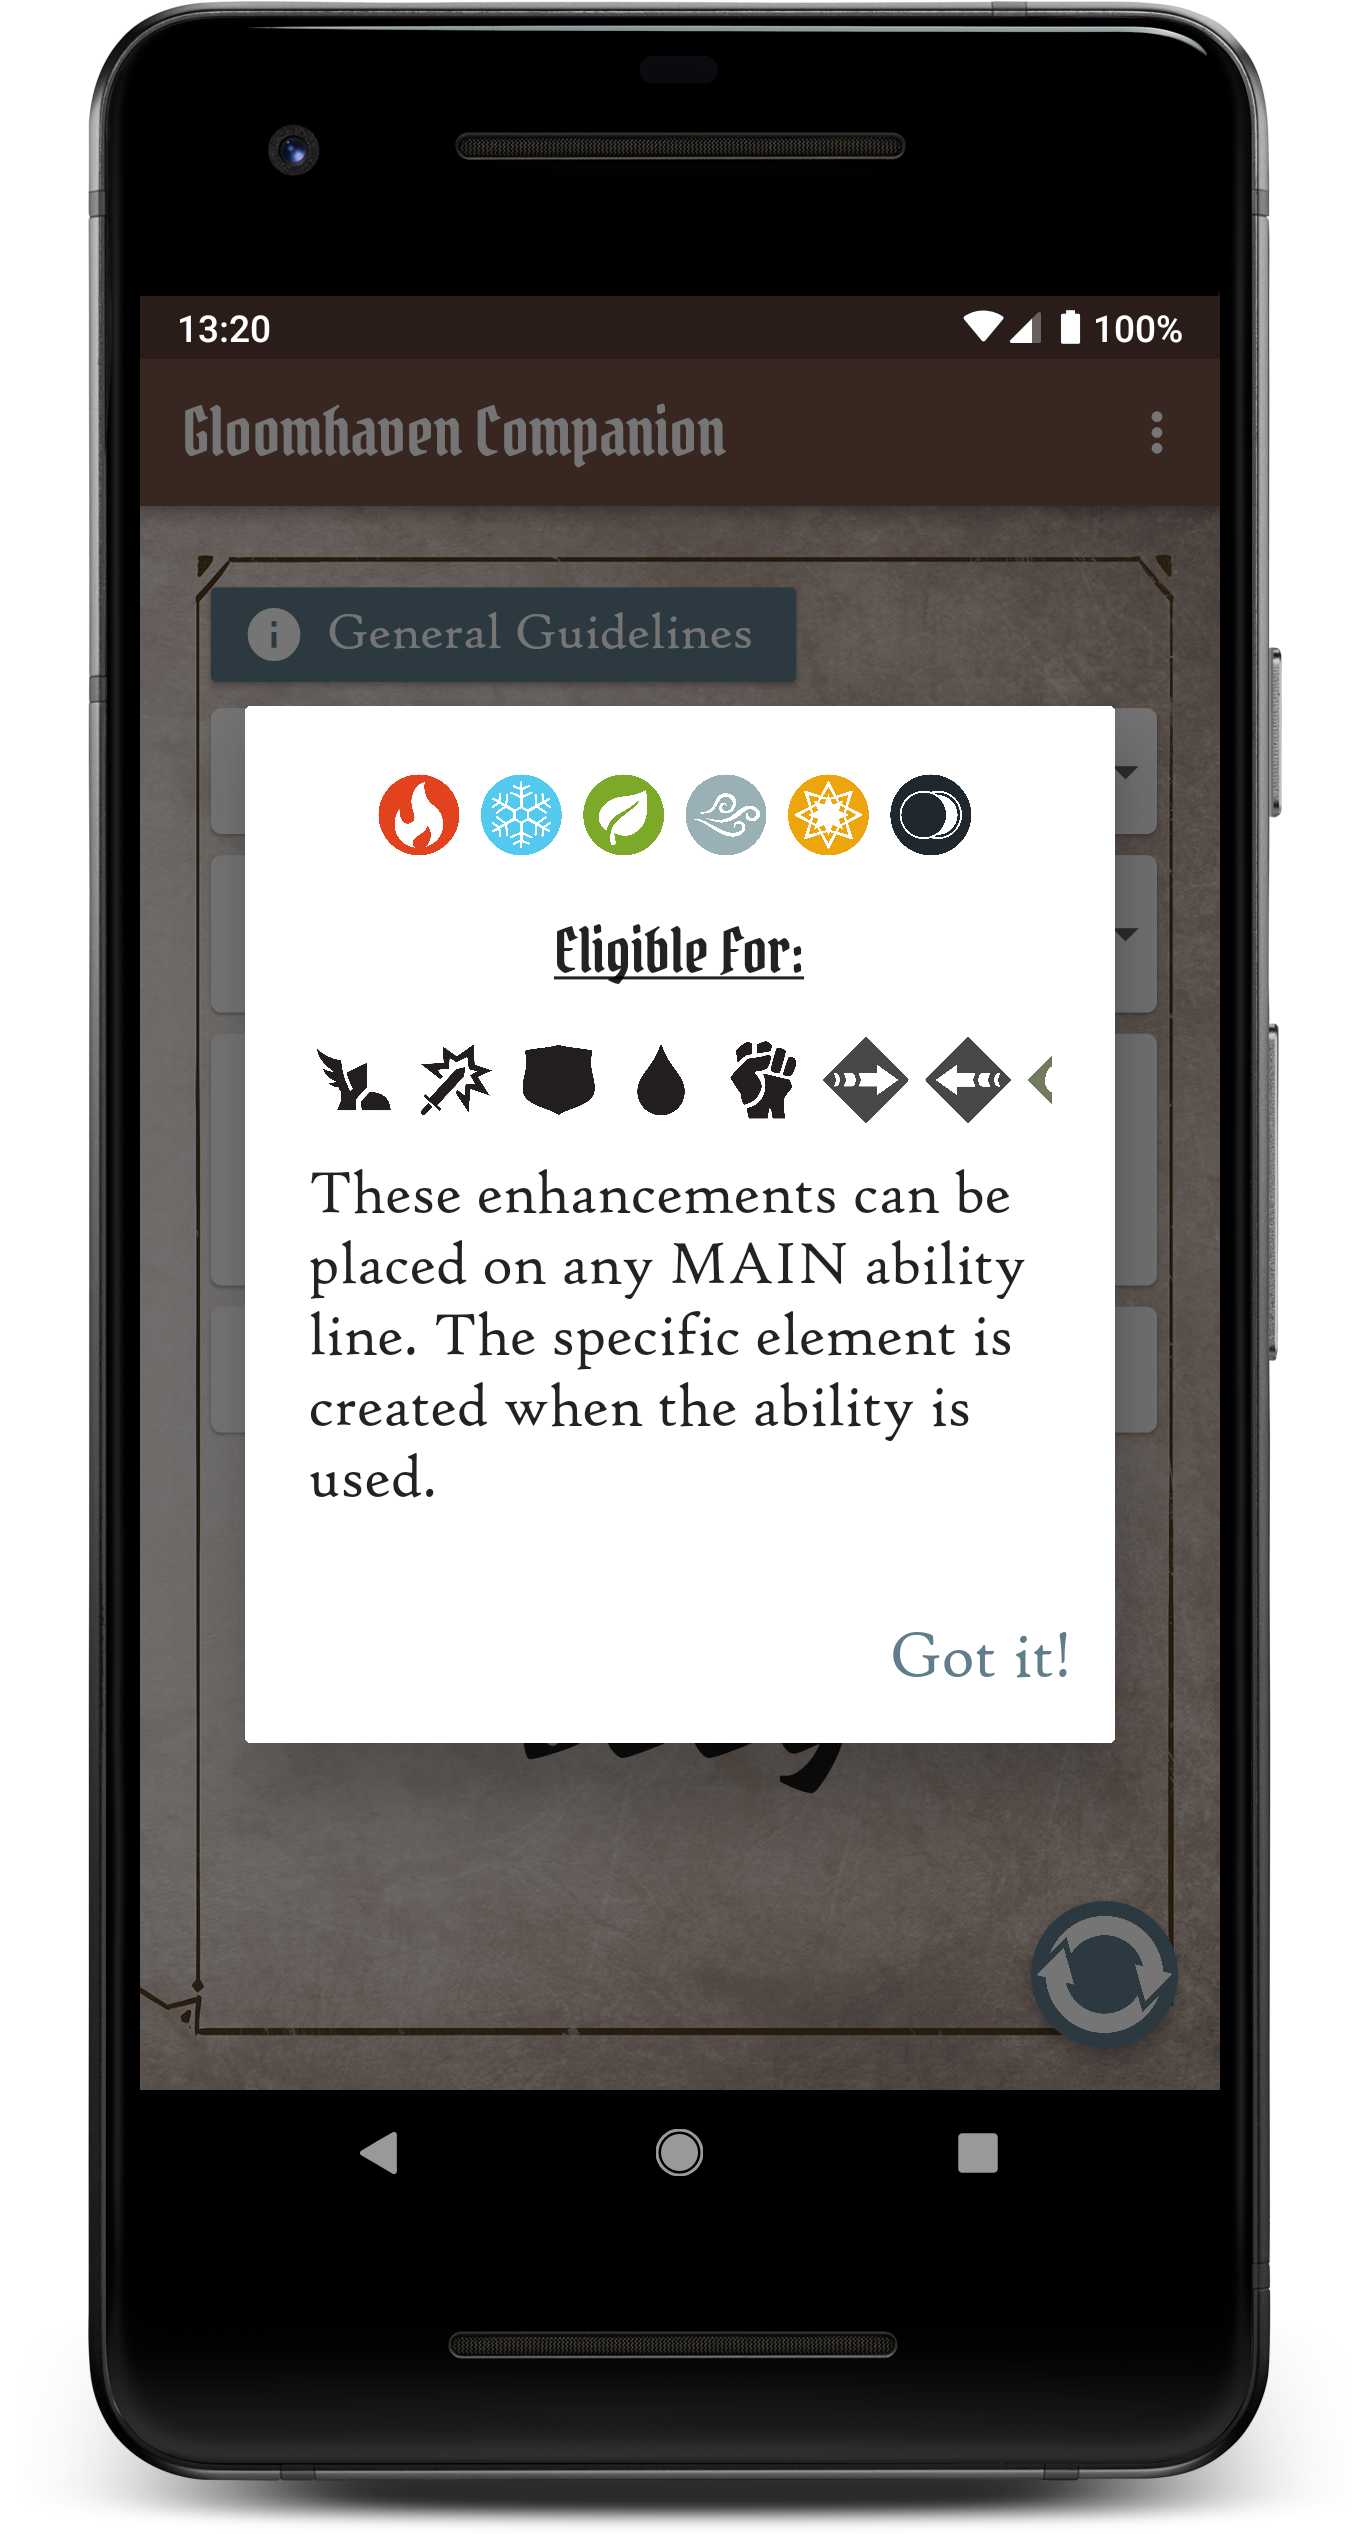 13:20
100%
Gloomhaven Companion
General Guidelines
Eligible For:
These enhancements can be
placed on any MAIN ability
line. The specific element is
created when the ability is
used.
Got it!